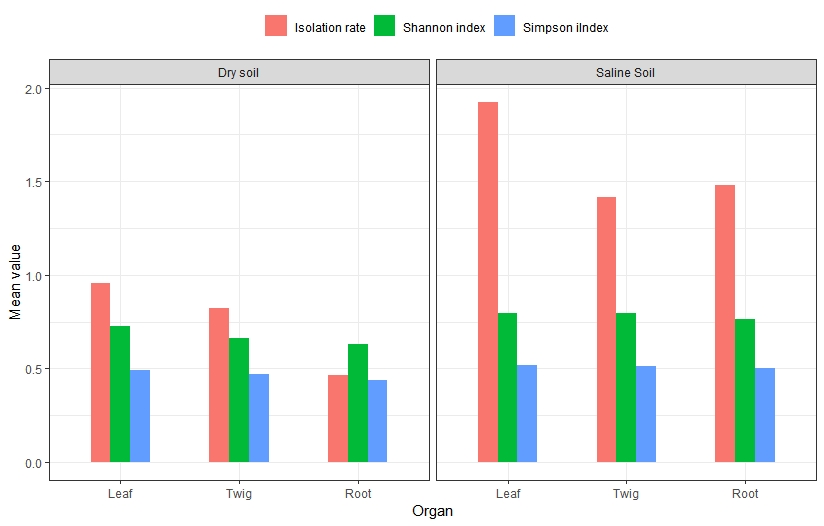 Isolation rate Shannon index Simpson iIndex
Dry soil Saline Soil
2.0
1.5
1.0
0.5
0.0
Mean value
Leaf Twig Root Leaf Twig Root
Organ